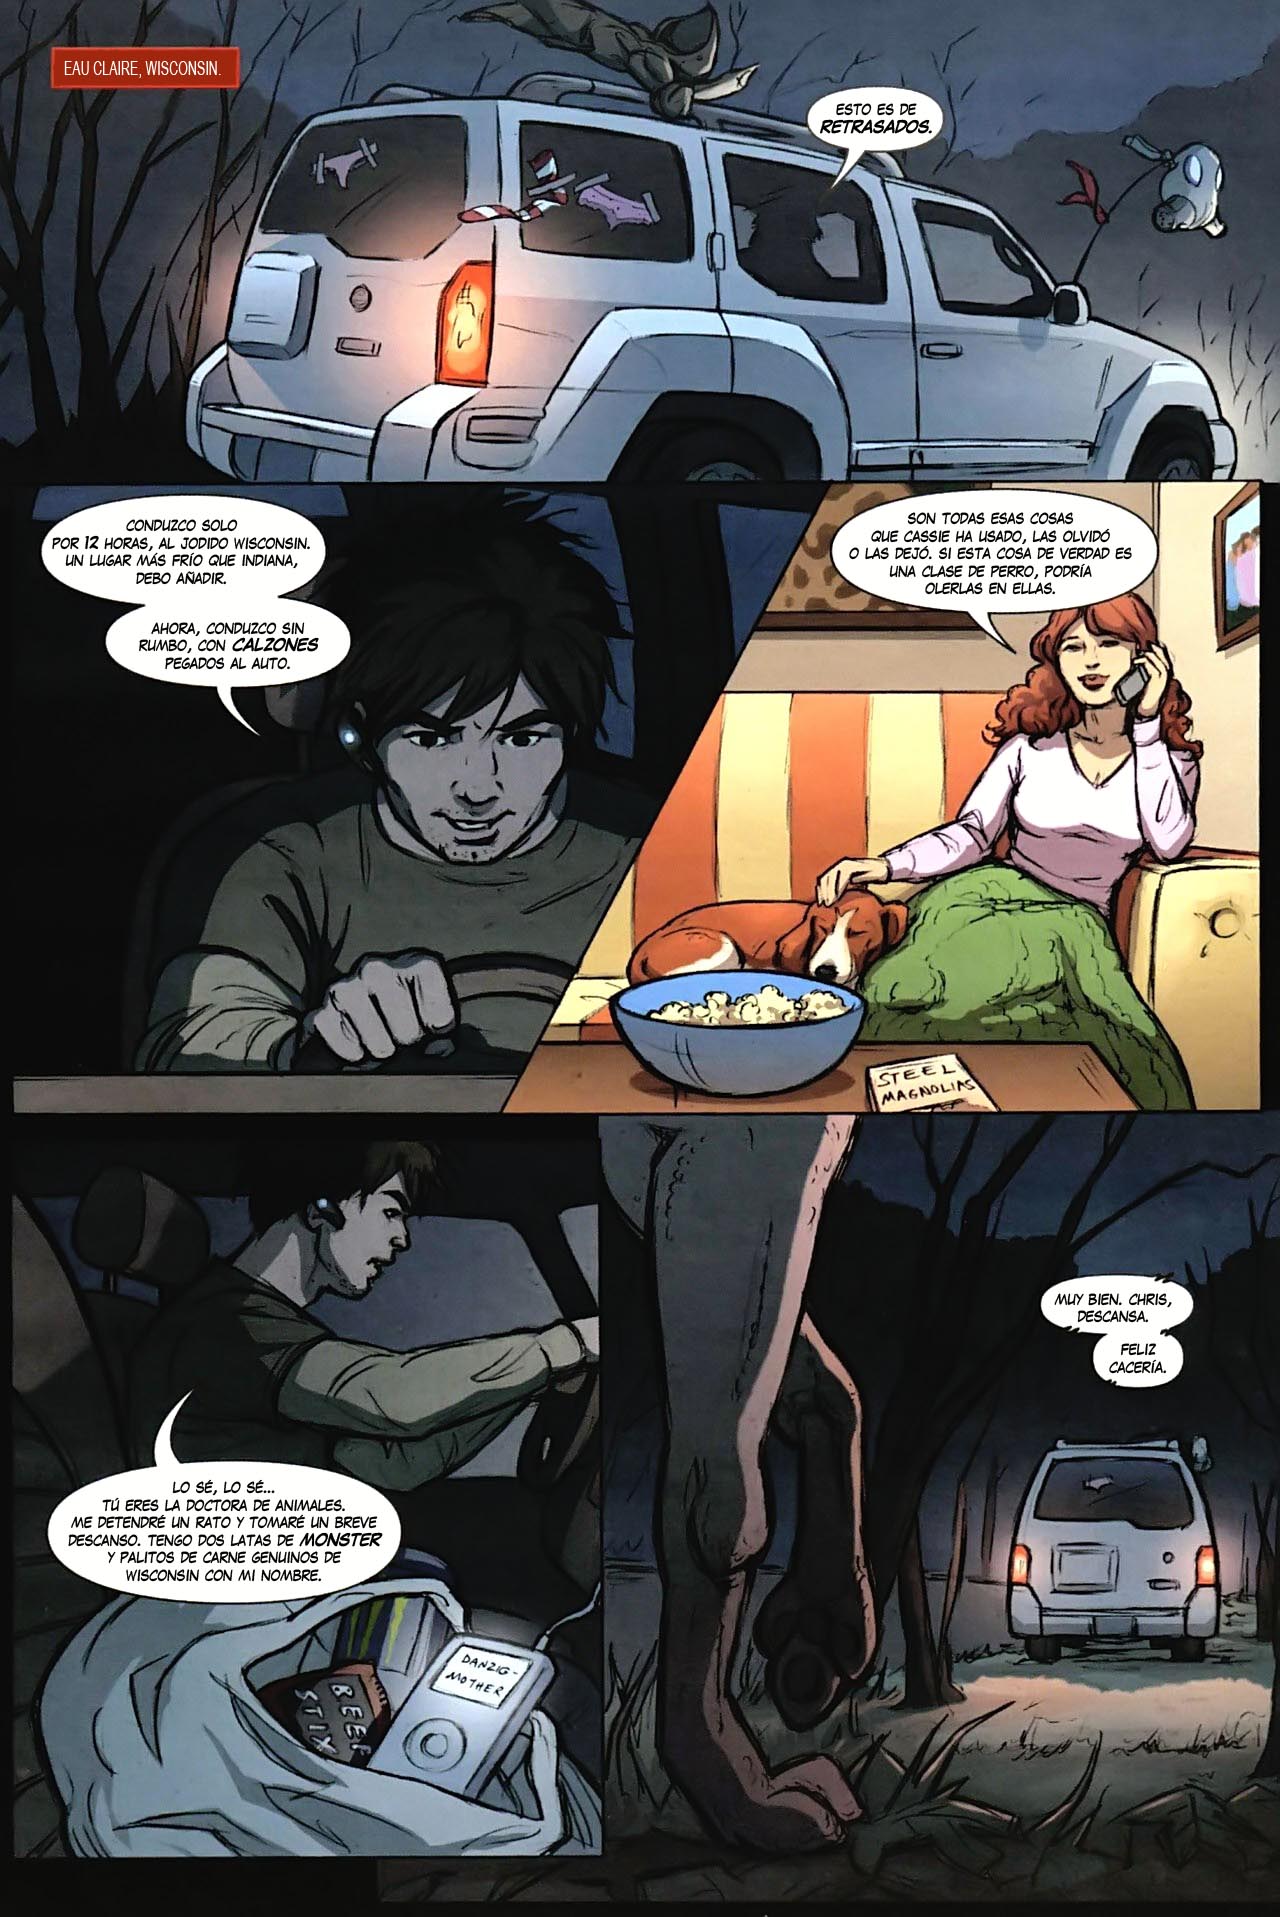 EAU CLAIRE, WISCONSIN.
ESTO ES DE
RETRASADOS.
CONDUZCO SOLO
POR 12 HORAS, AL JODIDO WISCONSIN.
UN LUGAR MÁS FRÍO QUE INDIANA,
DEBO AÑADIR.
AHORA, CONDUZCO SIN
RUMBO, CON CALZONES
PEGADOS AL AUTO.
SON TODAS ESAS COSAS
QUE CASSIE HA USADO, LAS OLVIDÓ
O LAS DEJÓ. SI ESTA COSA DE VERDAD ES
UNA CLASE DE PERRO, PODRÍA
OLERLAS EN ELLAS.
STEEL
MAGNOLIAS
LO SÉ, LO SÉ...
TÚ ERES LA DOCTORA DE ANIMALES.
ME DETENDRÉ UN RATO Y TOMARÉ UN BREVE
DESCANSO. TENGO DOS LATAS DE MONSTER
Y PALITOS DE CARNE GENUINOS DE
WISCONSIN CON MI NOMBRE.
BEEF
STIX
DANZIG-
MOTHER
MUY BIEN. CHRIS,
DESCANSA.
FELIZ
CACERÍA.